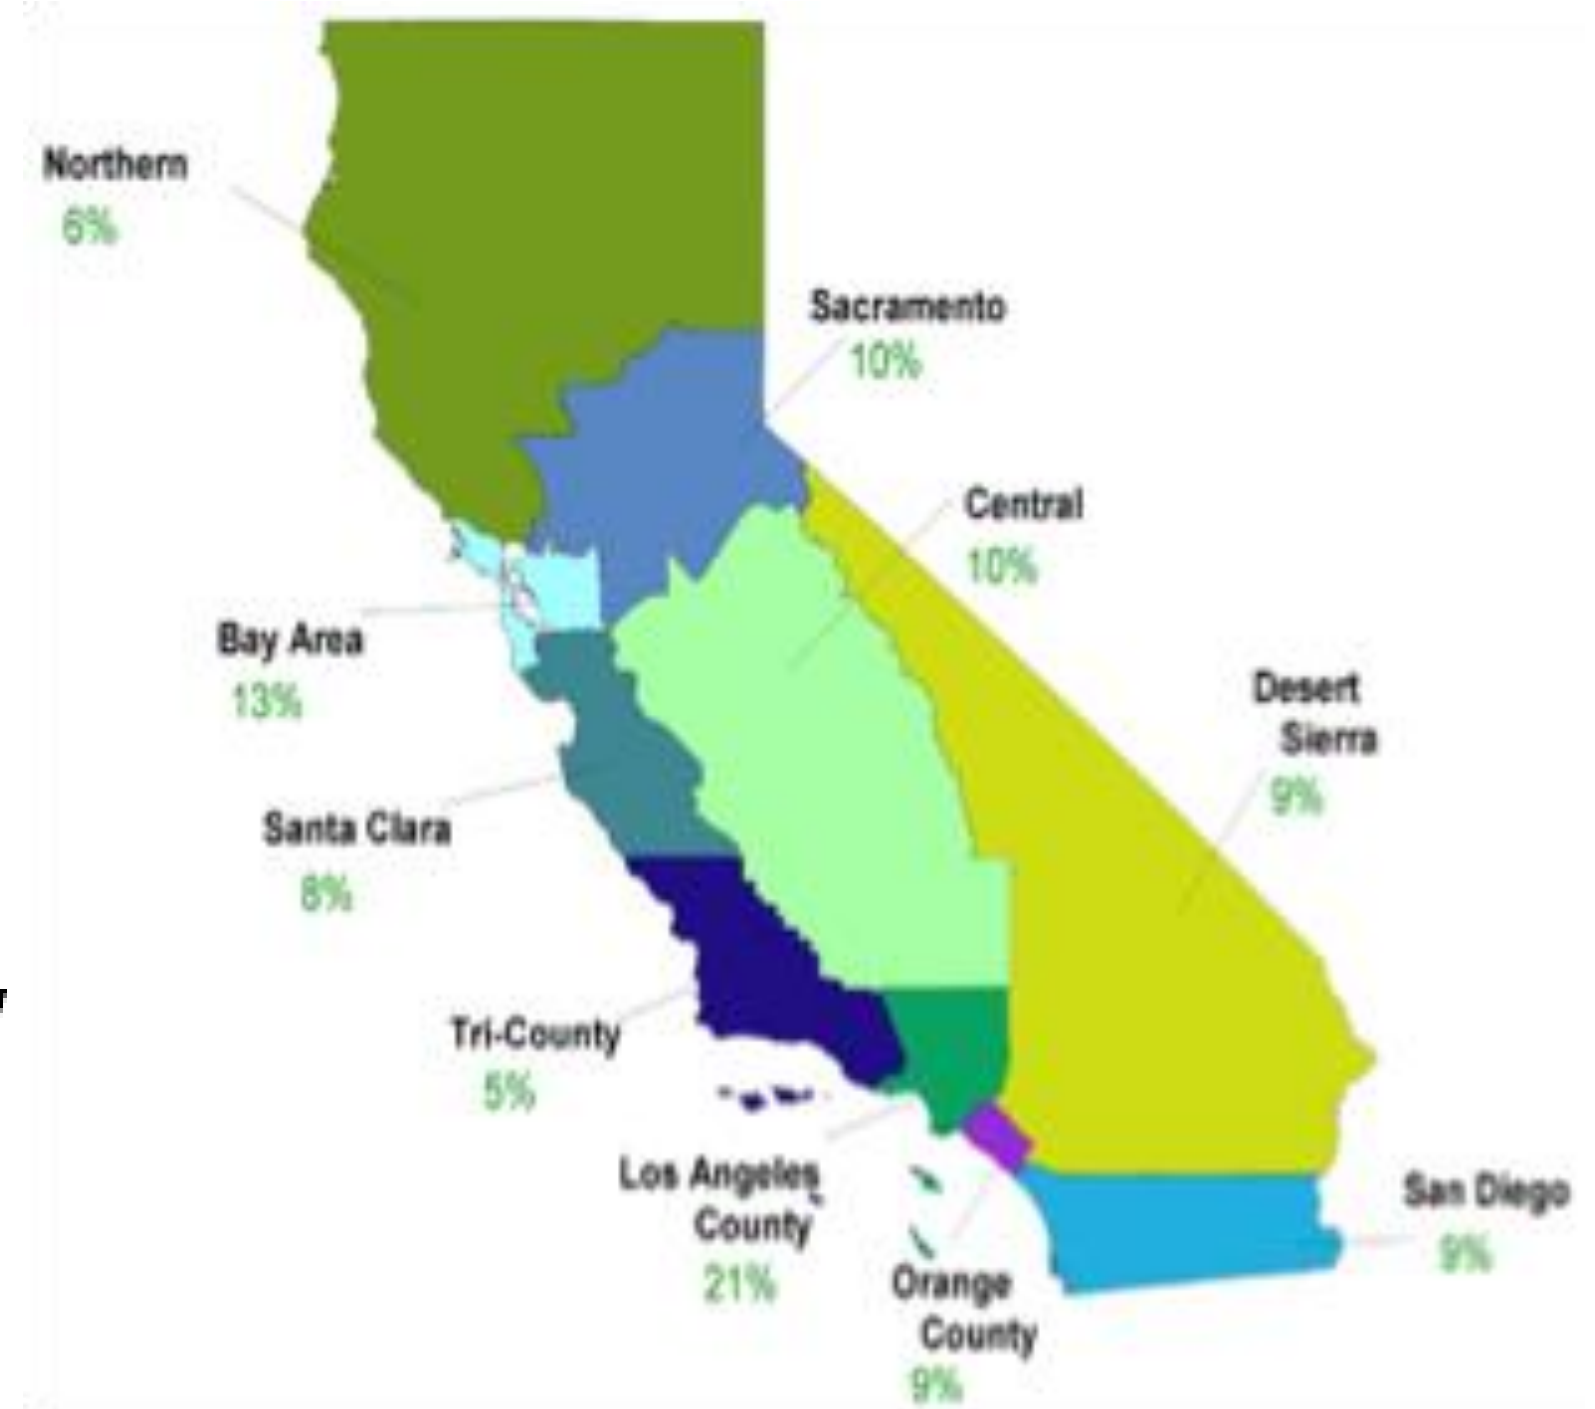 Northern
6%
Sacramento
10%
Central
10%
Bay Area
13%
Desert
Sierra
9%
Santa Clara
8%
Tri-County
5%
Los Angeles
County
21%
San Diego
9%
Orange
County
9%